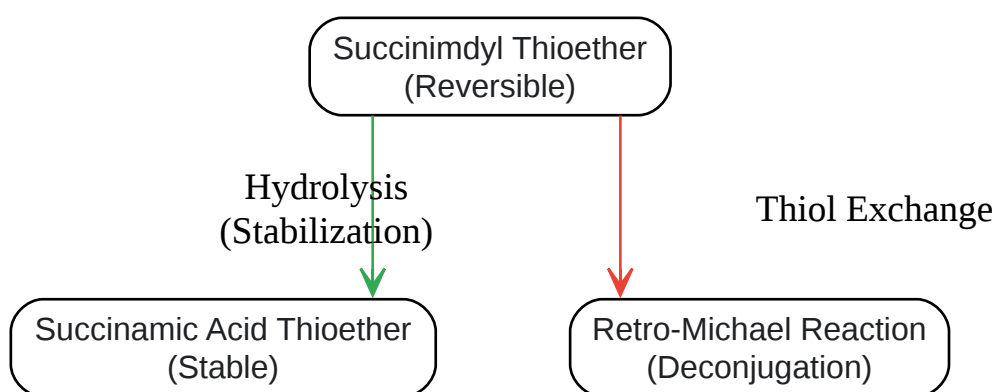 Succinimdyl Thioether
(Reversible)
Hydrolysis
(Stabilization)
Thiol Exchange
Succinamic Acid Thioether
(Stable)
Retro-Michael Reaction
(Deconjugation)